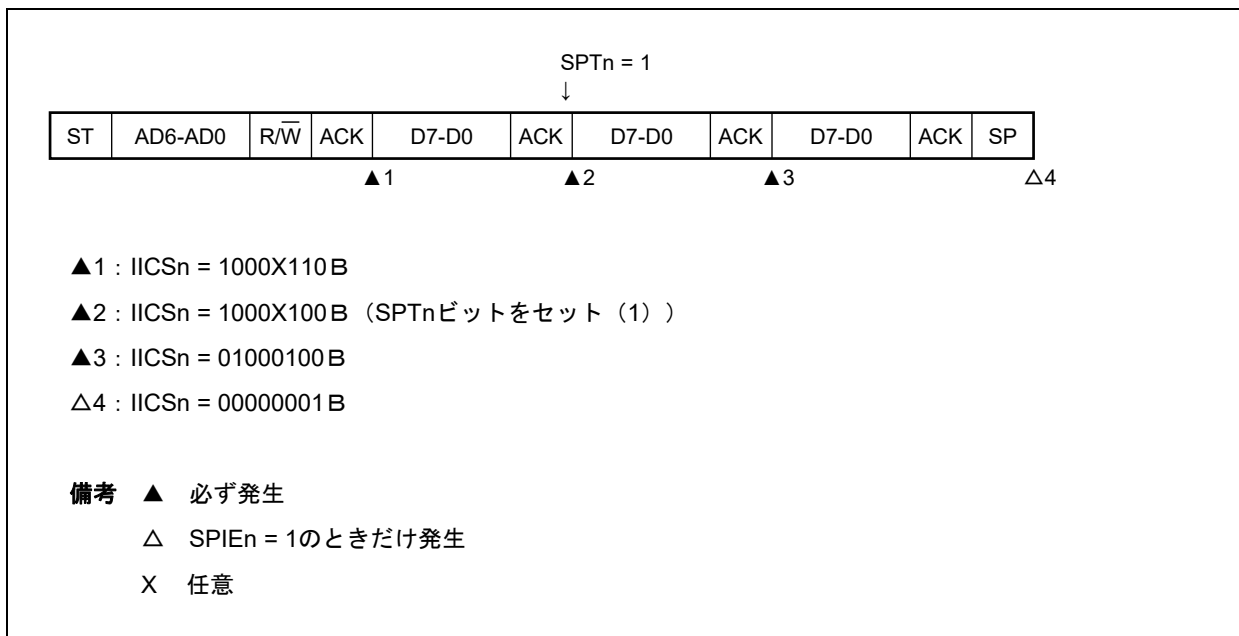 SPTn = 1
↓
ST AD6-AD0 R/W̅ ACK D7-D0 ACK D7-D0 ACK D7-D0 ACK SP
▲1 ▲2 ▲3 △4
▲1：IICSn = 1000X110B
▲2：IICSn = 1000X100B（SPTnビットをセット（1））
▲3：IICSn = 01000100B
△4：IICSn = 00000001B
備考 ▲ 必ず発生
△ SPIEn = 1のときだけ発生
X 任意